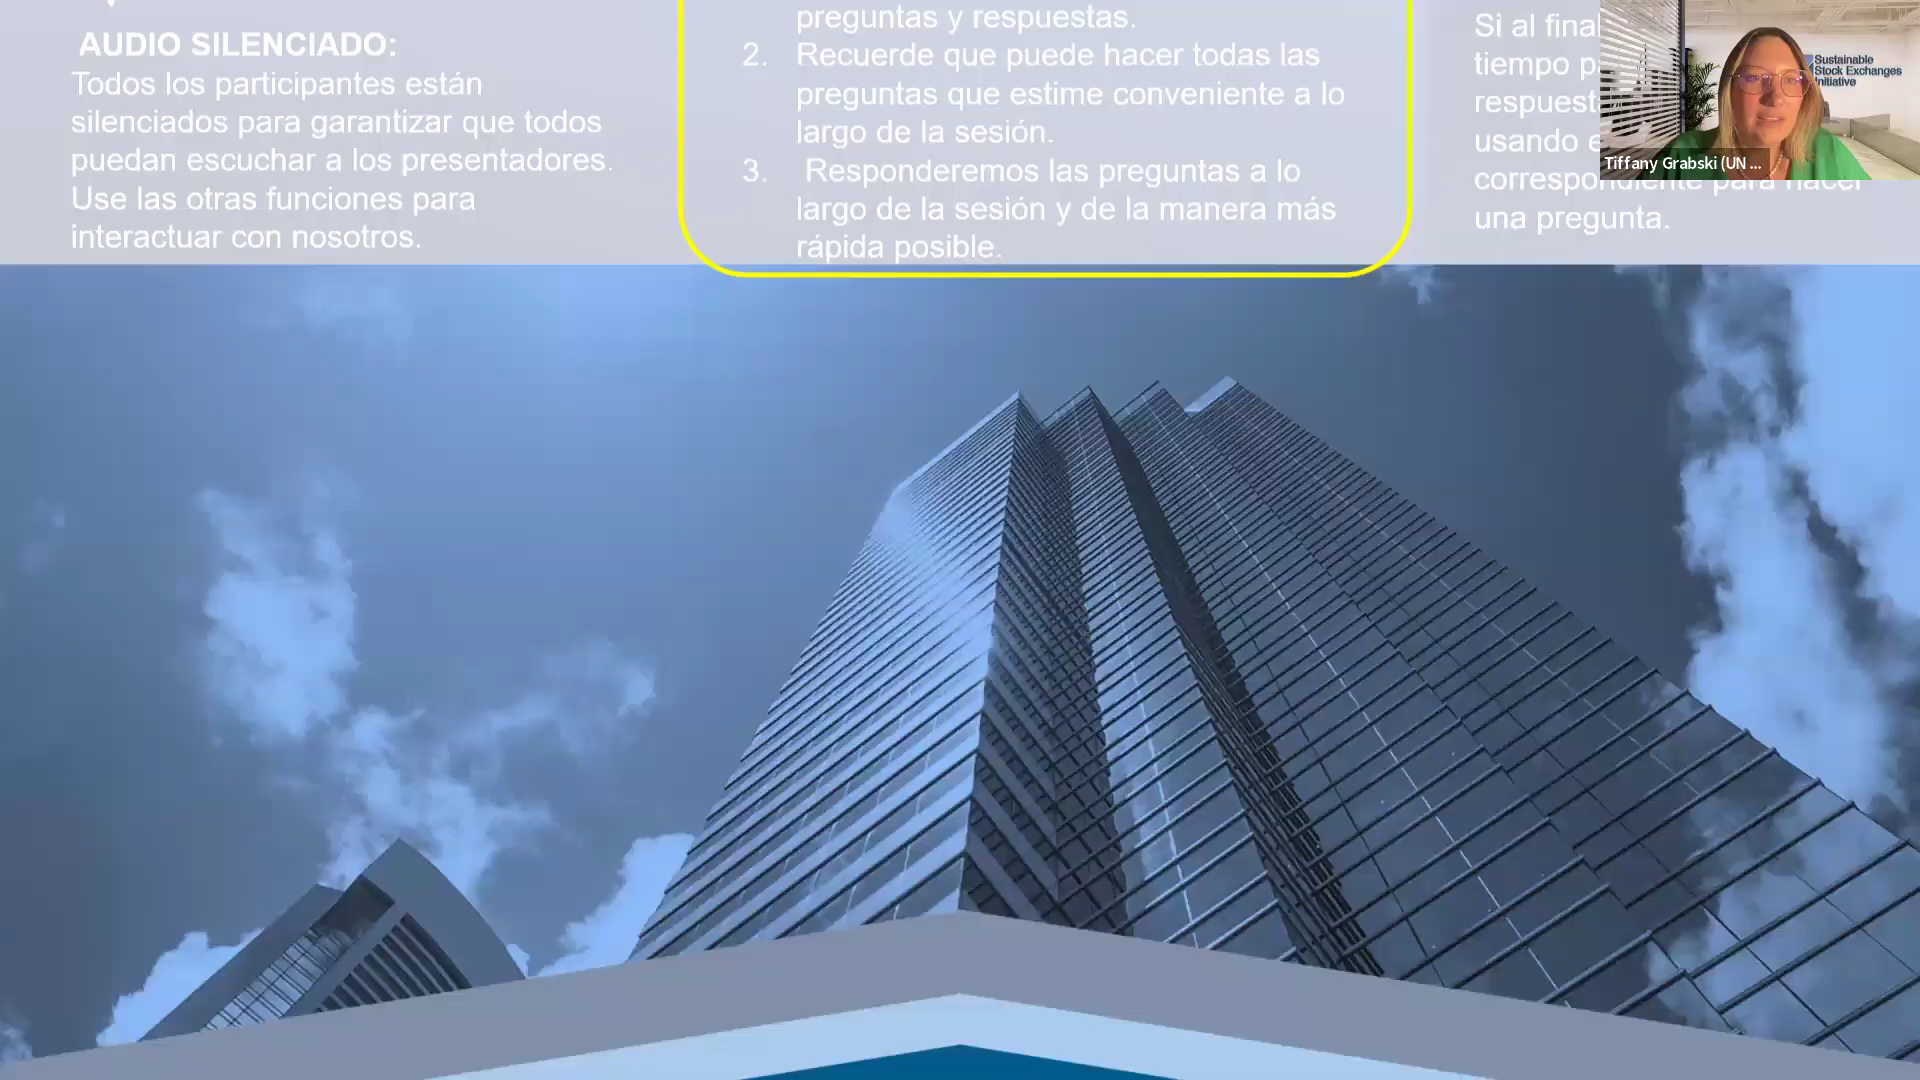 AUDIO SILENCIADO:
Todos los participantes están
silenciados para garantizar que todos
puedan escuchar a los presentadores.
Use las otras funciones para
interactuar con nosotros.
preguntas y respuestas.
2. Recuerde que puede hacer todas las
preguntas que estime conveniente a lo
largo de la sesión.
3. Responderemos las preguntas a lo
largo de la sesión y de la manera más
rápida posible.
Si al final
tiempo
usando
correspondiente para hacer
una pregunta.
Sustainable
Stock Exchanges
Initiative
Tiffany Grabski (UN ...